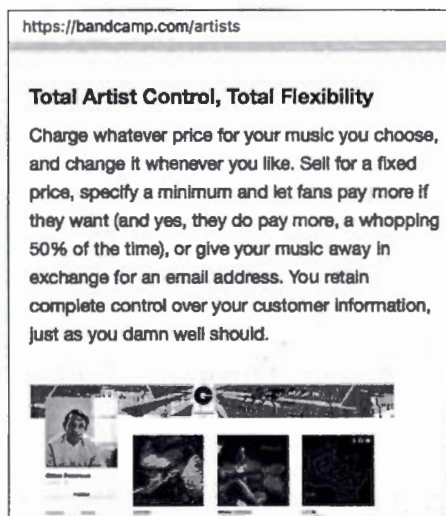 https://bandcamp.com/artists
Total Artist Control, Total Flexibility
Charge whatever price for your music you choose,
and change it whenever you like. Sell for a fixed
price, specify a minimum and let fans pay more if
they want (and yes, they do pay more, a whopping
50% of the time), or give your music away in
exchange for an email address. You retain
complete control over your customer information,
just as you damn well should.